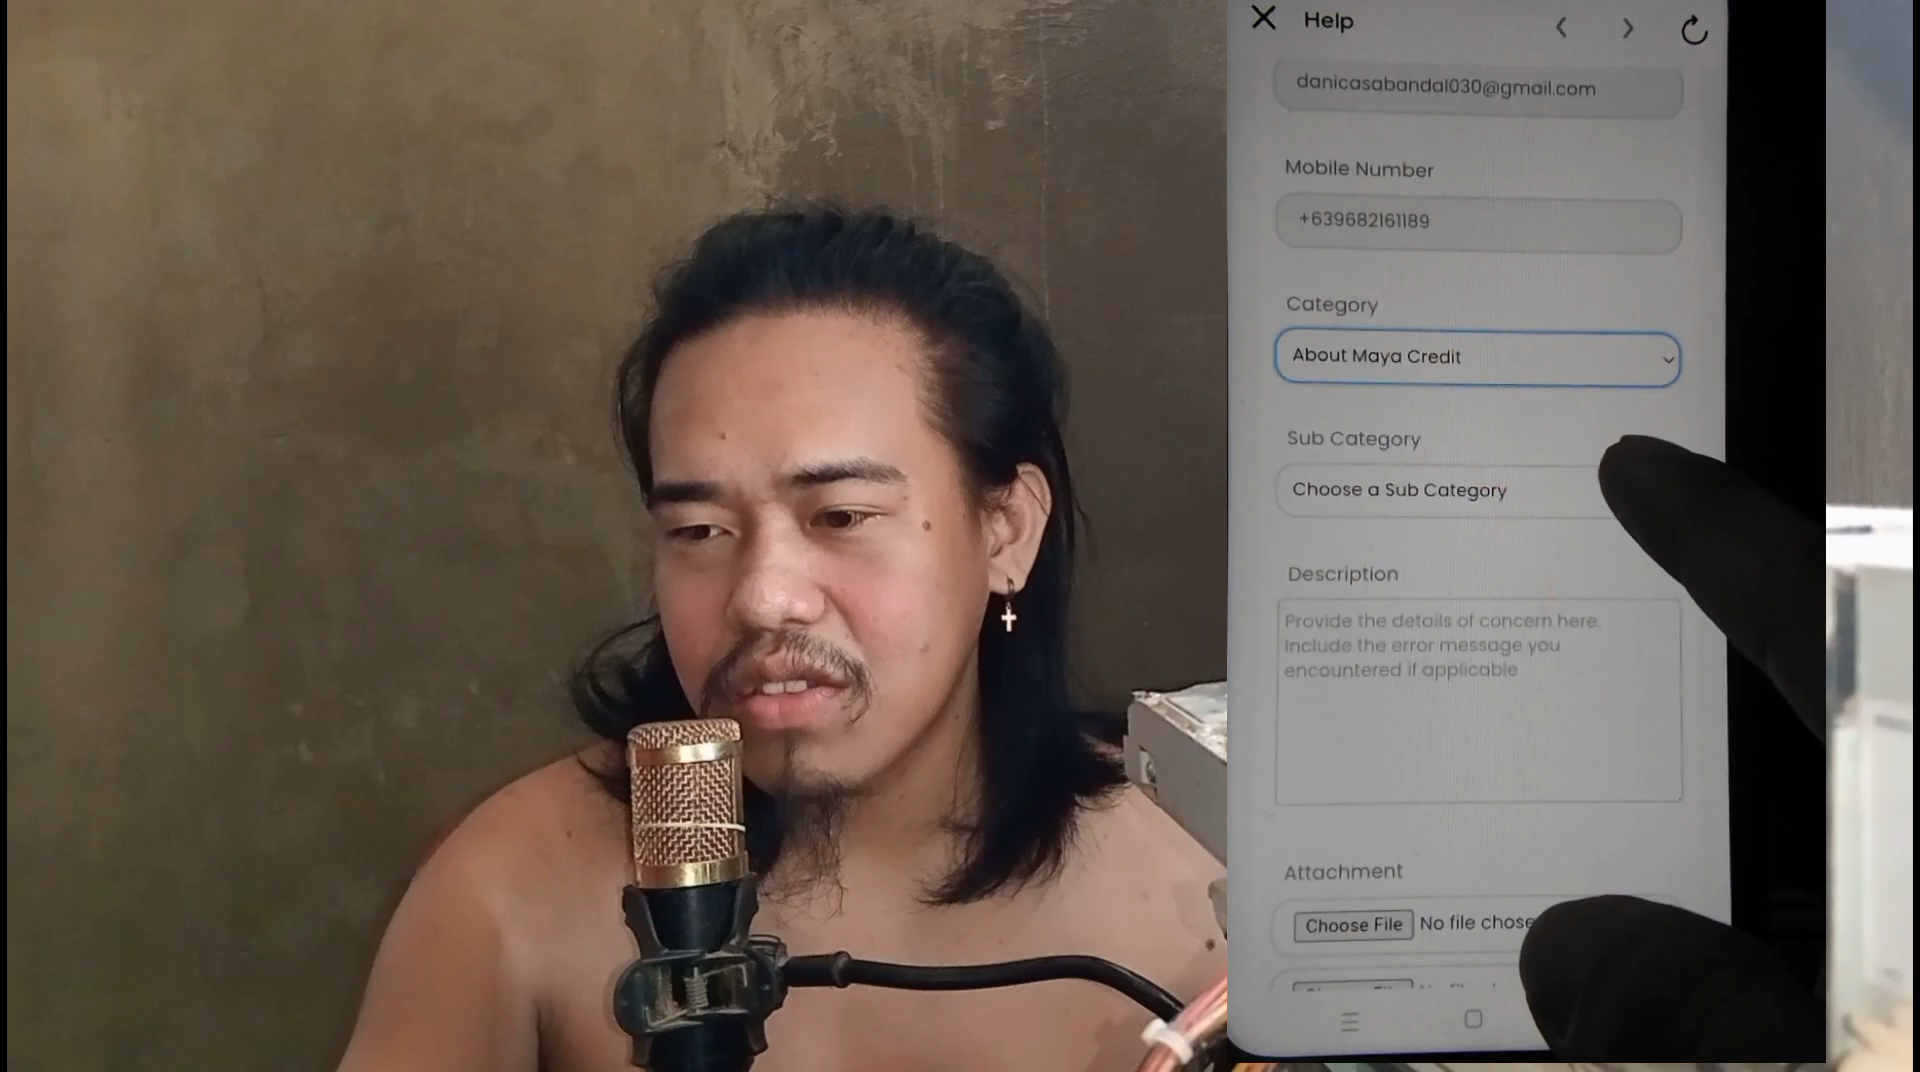 Help
danicasabandal030@gmail.com
Mobile Number
+639682161189
Category
About Maya Credit
Sub Category
Choose a Sub Category
Description
Provide the details of concern here.
Include the error message you
encountered if applicable
Attachment
Choose File No file chose